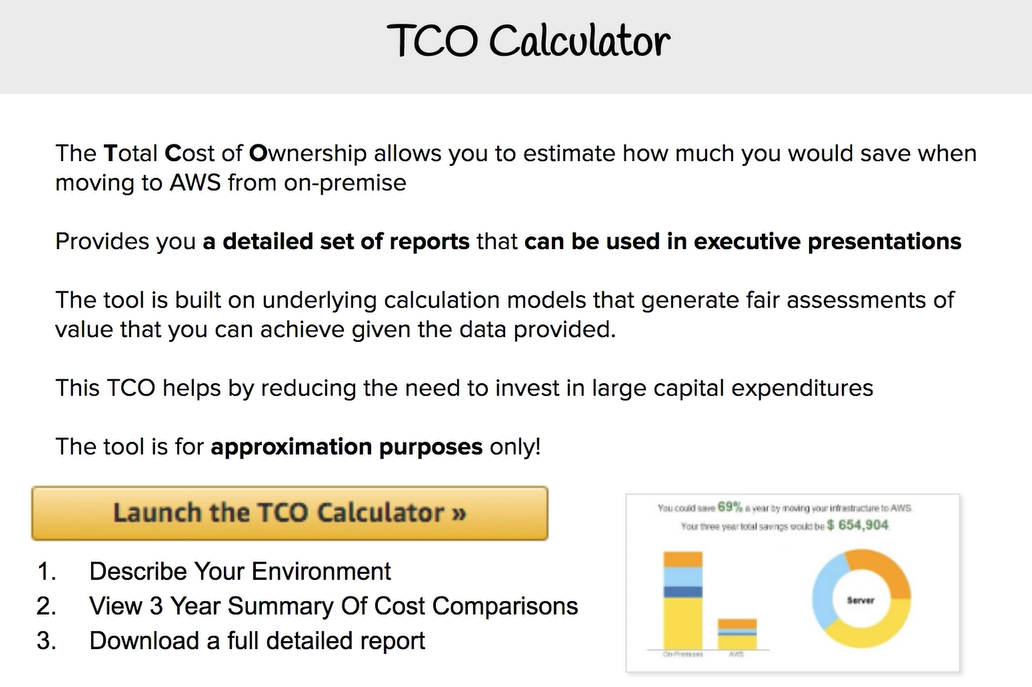 TCO Calculator
The Total Cost of Ownership allows you to estimate how much you would save when
moving to AWS from on-premise
Provides you a detailed set of reports that can be used in executive presentations
The tool is built on underlying calculation models that generate fair assessments of
value that you can achieve given the data provided.
This TCO helps by reducing the need to invest in large capital expenditures
The tool is for approximation purposes only!
Launch the TCO Calculator »
1. Describe Your Environment
2. View 3 Year Summary Of Cost Comparisons
3. Download a full detailed report
You could save 69% a year by moving your infrastructure to AWS.
Your three year total savings would be $ 654,904.
Server
On-Premises AWS